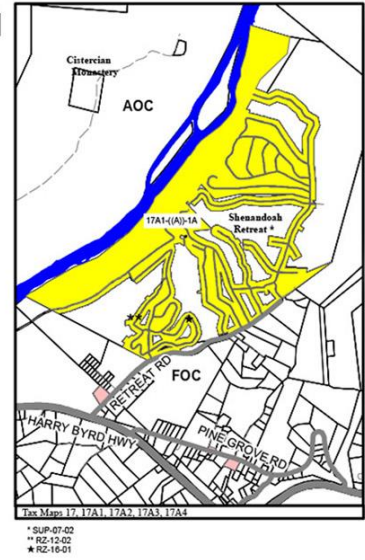 Cistercian
Monastery
AOC
17A1-((A))-1A
Shenandoah
Retreat *
**
★
RETREAT RD
FOC
HARRY BYRD HWY
PINE GROVE RD
Tax Maps 17, 17A1, 17A2, 17A3, 17A4
* SUP-07-02
** RZ-12-02
★ RZ-16-01